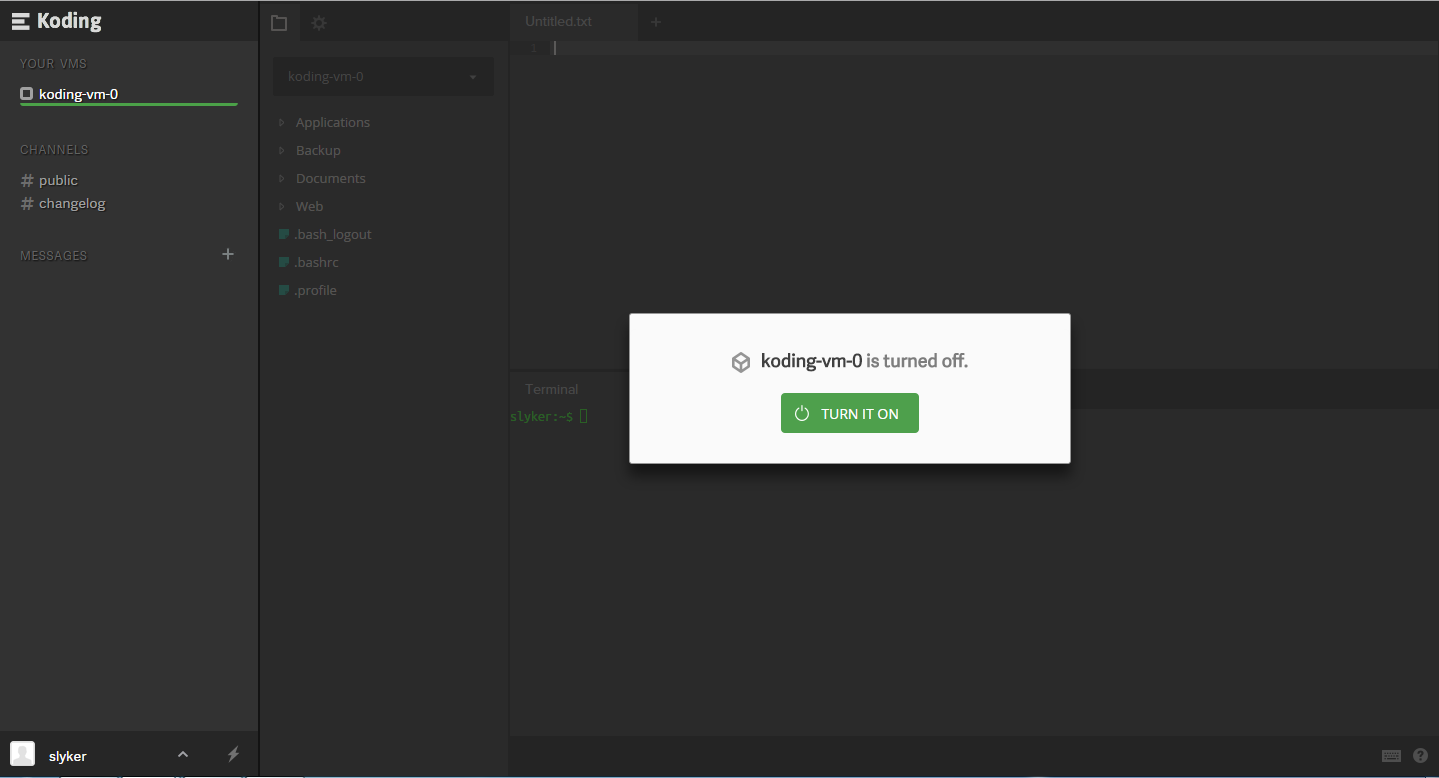 Koding
YOUR VMS
koding-vm-0
CHANNELS
# public
# changelog
MESSAGES +
slyker
koding-vm-0
Applications
Backup
Documents
Web
.bash_logout
.bashrc
.profile
Untitled.txt +
1
koding-vm-0 is turned off.
TURN IT ON
Terminal
slyker:~$
?